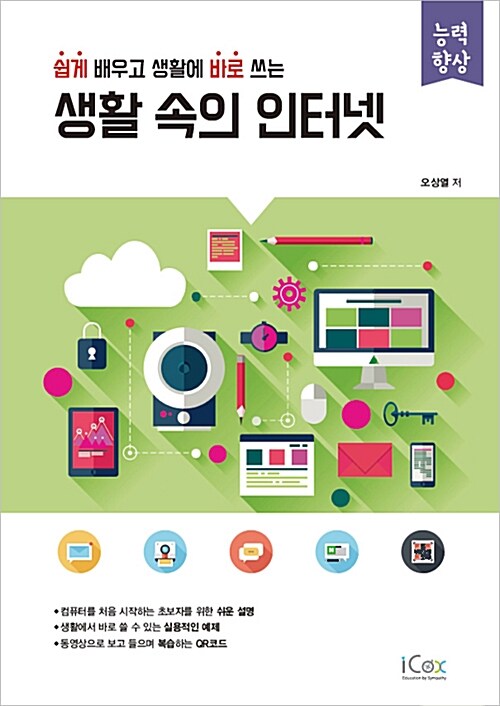 능력
향상
쉽게 배우고 생활에 바로 쓰는
생활 속의 인터넷
오상열 저
컴퓨터를 처음 시작하는 초보자를 위한 쉬운 설명
생활에서 바로 쓸 수 있는 실용적인 예제
동영상으로 보고 들으며 복습하는 QR코드
iCox
Education by Sympathy